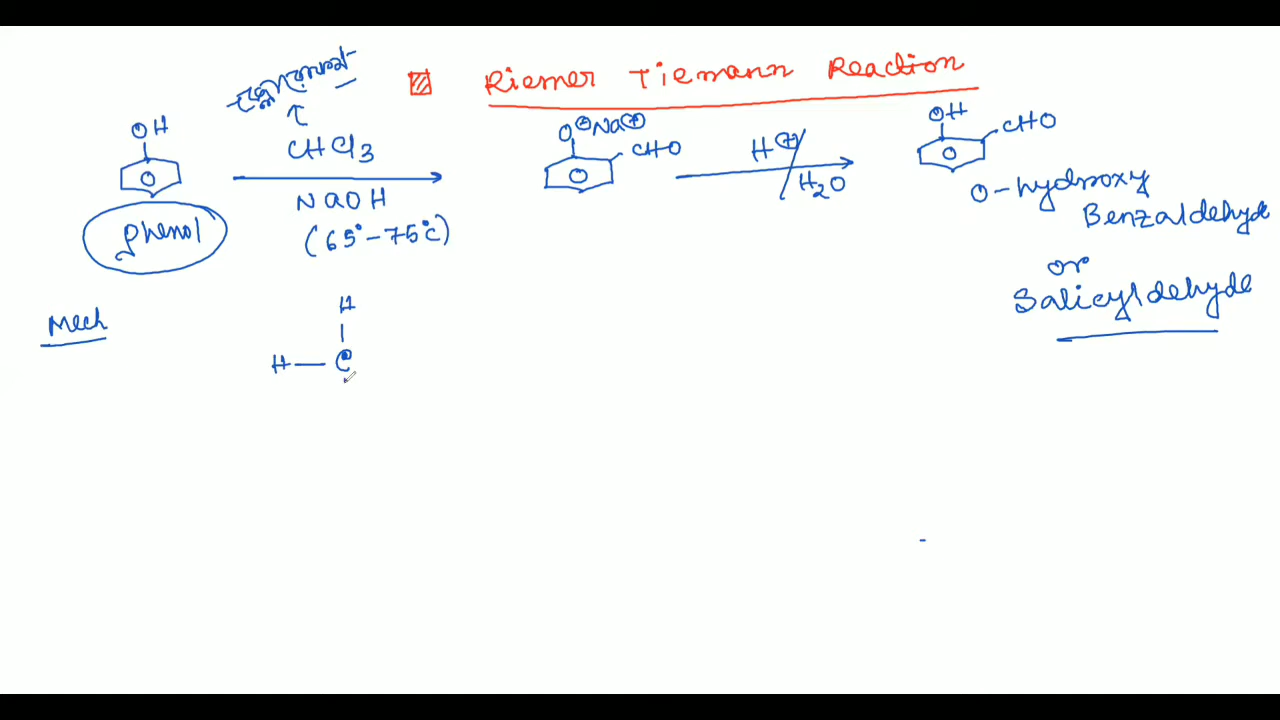 Riemer Tiemann Reaction
ক্লোরোফর্ম
OH
CHCl3
NaOH
(65°-75°C)
phenol
O⊖Na⊕
CHO
H⊕/H2O
OH
CHO
O-hydroxy
Benzaldehyde
or
Salicyldehyde
Mech
H
H — C